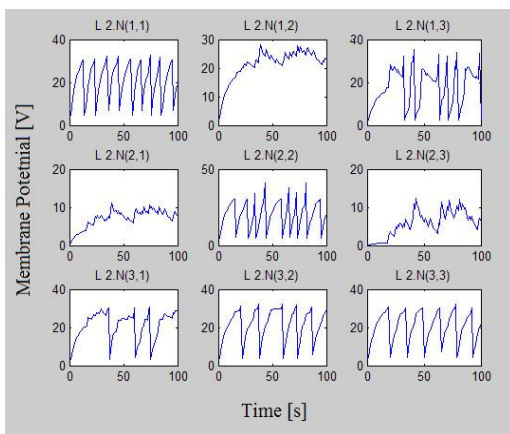 L 2.N(1,1) L 2.N(1,2) L 2.N(1,3)
40 30 40
20 20 20
10
0 0 0
0 50 100 0 50 100 0 50 100
L 2.N(2,1) L 2.N(2,2) L 2.N(2,3)
20 50 20
10 10
0 0 0
0 50 100 0 50 100 0 50 100
L 2.N(3,1) L 2.N(3,2) L 2.N(3,3)
40 40 40
20 20 20
0 0 0
0 50 100 0 50 100 0 50 100
Membrane Potetnial [V]
Time [s]